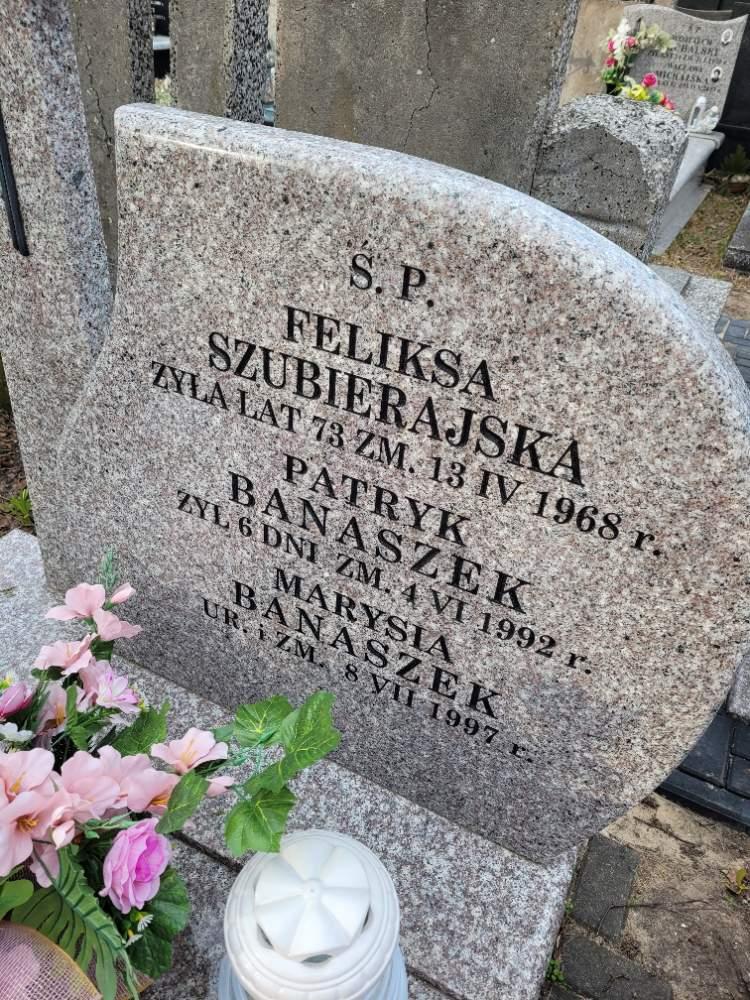 Ś. P.
FELIKSA
SZUBIERAJSKA
ŻYŁA LAT 73 ZM. 13 IV 1968 r.
PATRYK
BANASZEK
ŻYŁ 6 DNI ZM. 4 VI 1992 r.
MARYSIA
BANASZEK
UR. i ZM. 8 VII 1997 r.